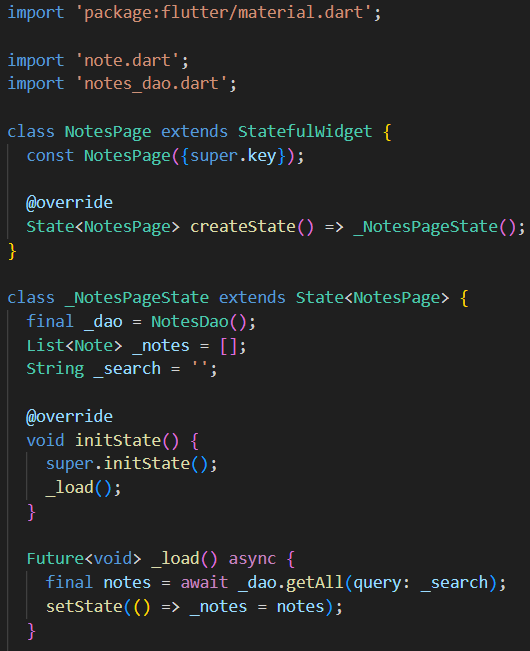 import 'package:flutter/material.dart';

import 'note.dart';
import 'notes_dao.dart';

class NotesPage extends StatefulWidget {
  const NotesPage({super.key});

  @override
  State<NotesPage> createState() => _NotesPageState();
}

class _NotesPageState extends State<NotesPage> {
  final _dao = NotesDao();
  List<Note> _notes = [];
  String _search = '';

  @override
  void initState() {
    super.initState();
    _load();
  }

  Future<void> _load() async {
    final notes = await _dao.getAll(query: _search);
    setState(() => _notes = notes);
  }